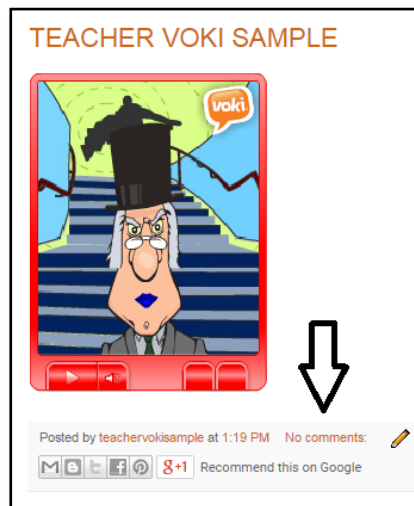 TEACHER VOKI SAMPLE
voki
Posted by teachervokisample at 1:19 PM No comments:
g+1 Recommend this on Google